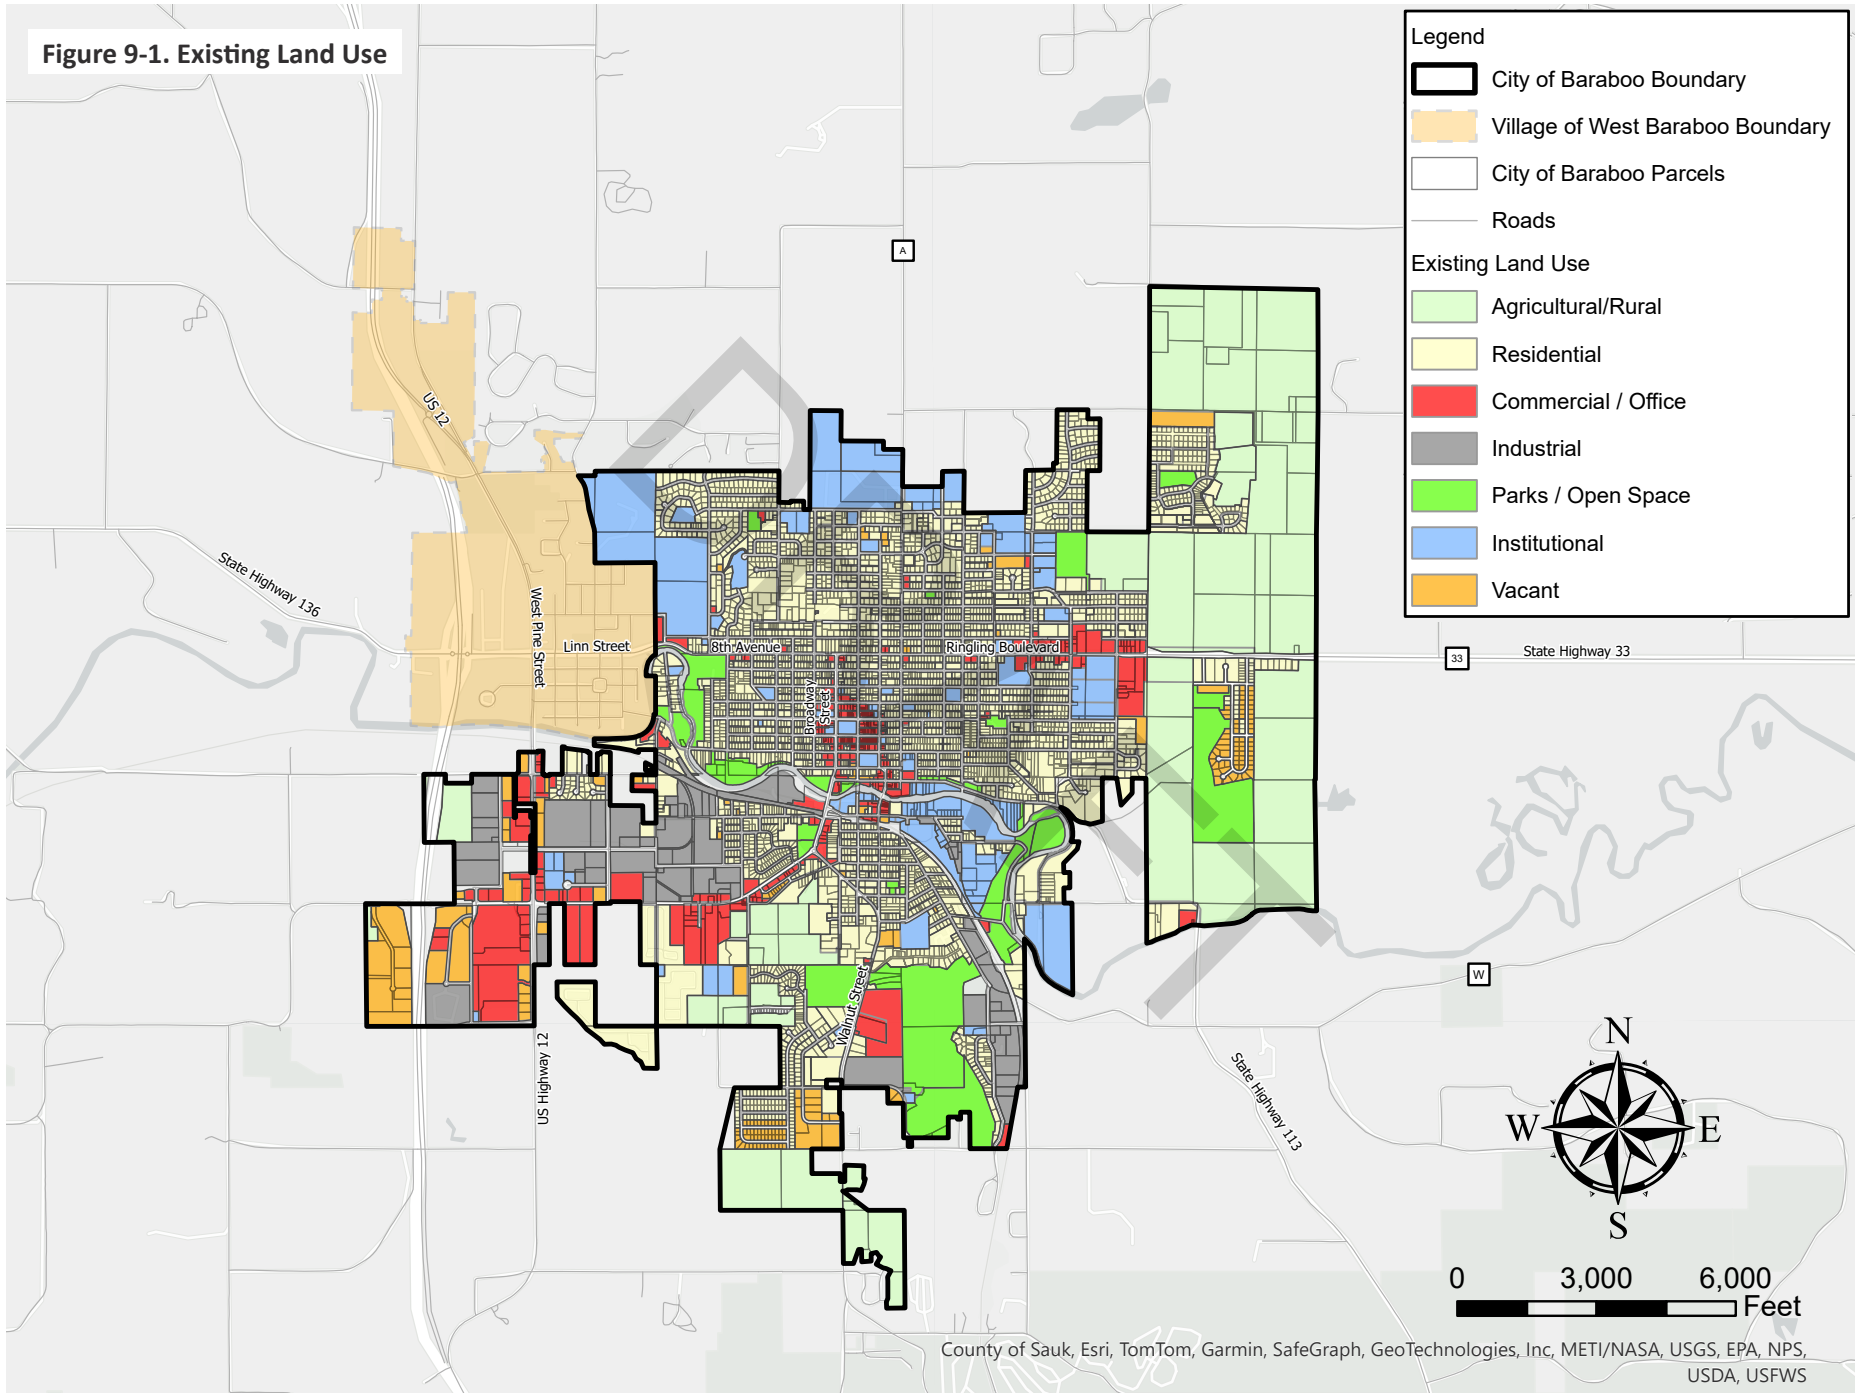 Figure 9-1. Existing Land Use
Legend
City of Baraboo Boundary
Village of West Baraboo Boundary
City of Baraboo Parcels
Roads
Existing Land Use
Agricultural/Rural
Residential
Commercial / Office
Industrial
Parks / Open Space
Institutional
Vacant
A
US 12
State Highway 136
West Pine Street
Linn Street
8th Avenue
Ringling Boulevard
Broadway
Street
33
State Highway 33
W
Walnut Street
US Highway 12
State Highway 113
DRAFT
N
W
E
S
0 3,000 6,000
Feet
County of Sauk, Esri, TomTom, Garmin, SafeGraph, GeoTechnologies, Inc, METI/NASA, USGS, EPA, NPS,
USDA, USFWS